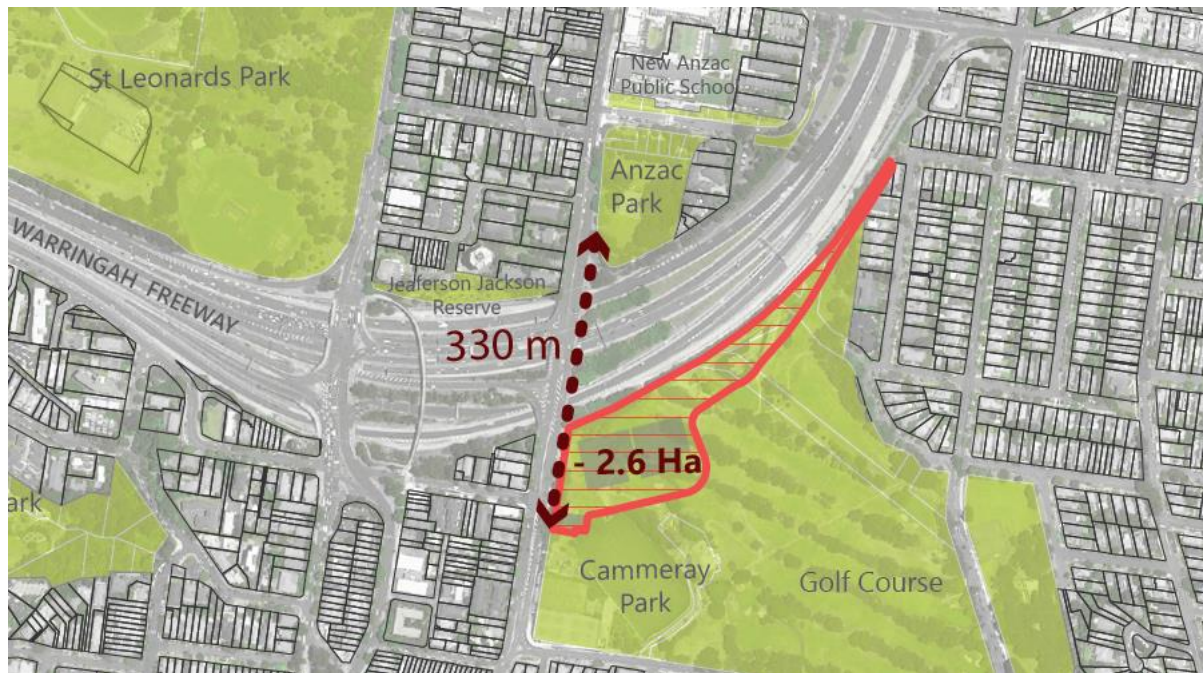 St Leonards Park
New Anzac
Public School
Anzac
Park
WARRINGAH FREEWAY
Jeaferson Jackson
Reserve
330 m
- 2.6 Ha
ark
Cammeray
Park
Golf Course